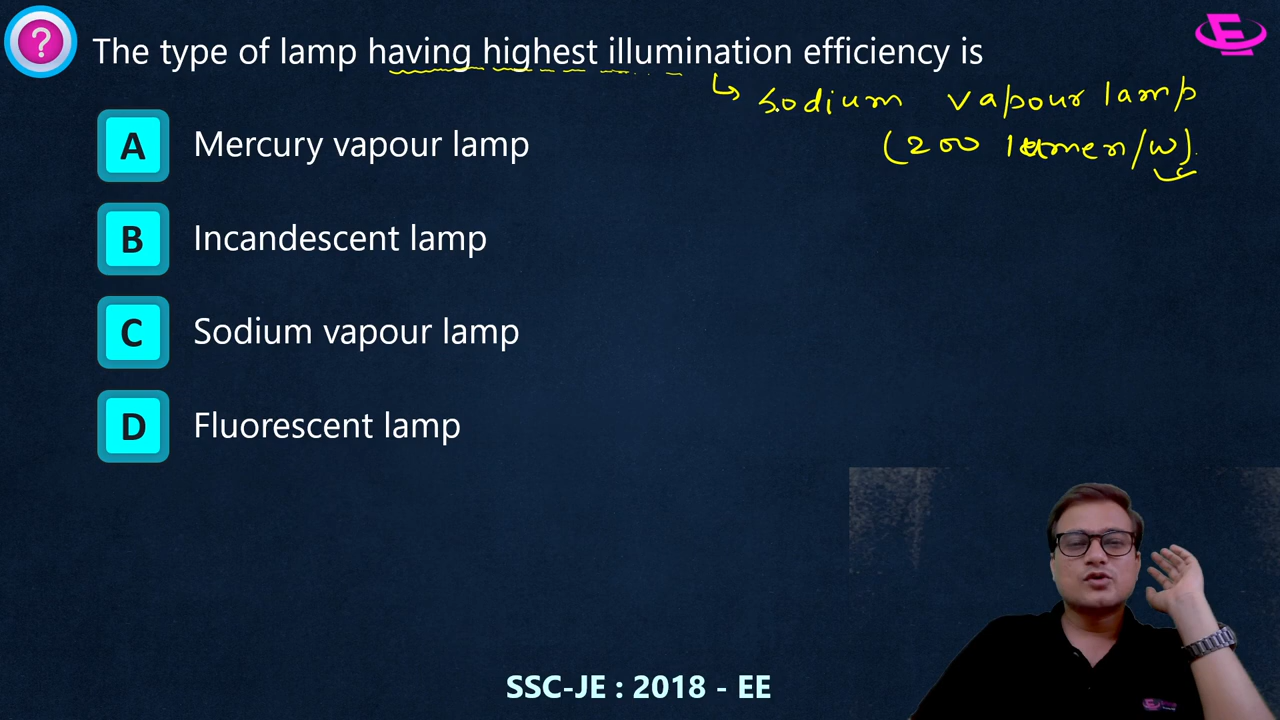 ?
The type of lamp having highest illumination efficiency is
↳ Sodium vapour lamp
(200 lumen/w).
A Mercury vapour lamp
B Incandescent lamp
C Sodium vapour lamp
D Fluorescent lamp
SSC-JE : 2018 - EE